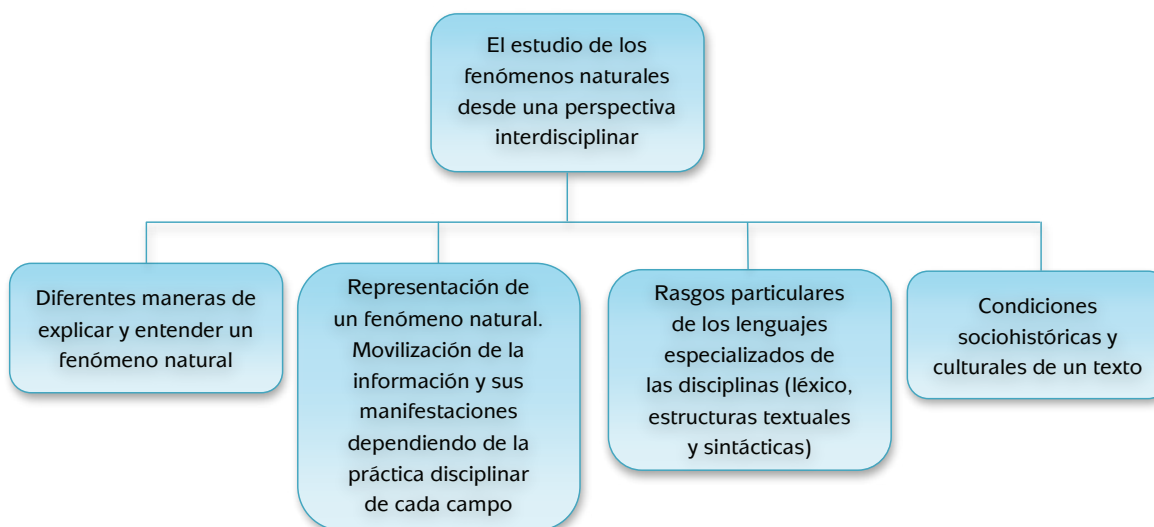 El estudio de los
fenómenos naturales
desde una perspectiva
interdisciplinar
Diferentes maneras de
explicar y entender un
fenómeno natural
Representación de
un fenómeno natural.
Movilización de la
información y sus
manifestaciones
dependiendo de la
práctica disciplinar
de cada campo
Rasgos particulares
de los lenguajes
especializados de
las disciplinas (léxico,
estructuras textuales
y sintácticas)
Condiciones
sociohistóricas y
culturales de un texto